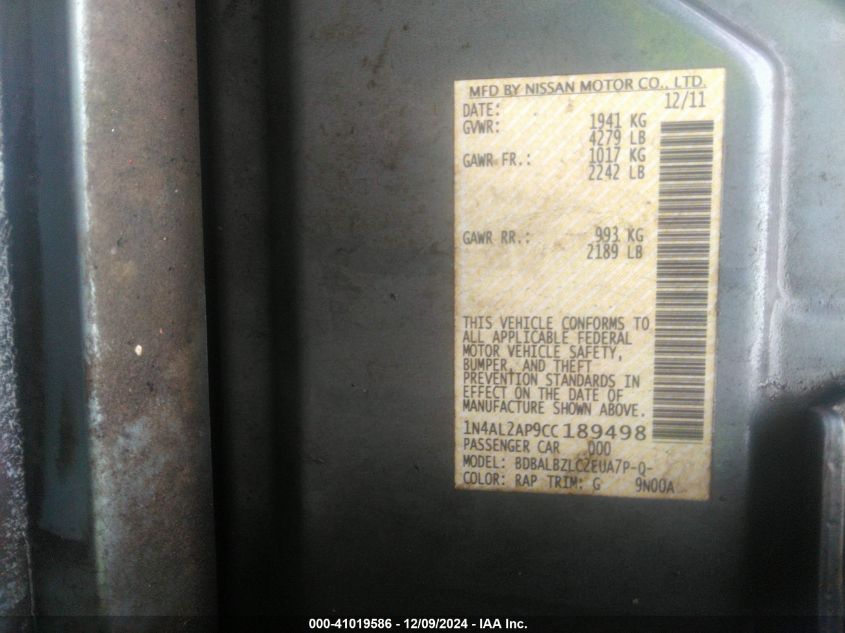 MFD BY NISSAN MOTOR CO., LTD.
DATE: 12/11
GVWR: 1941 KG
4279 LB
GAWR FR.: 1017 KG
2242 LB
GAWR RR.: 993 KG
2189 LB
THIS VEHICLE CONFORMS TO
ALL APPLICABLE FEDERAL
MOTOR VEHICLE SAFETY,
BUMPER, AND THEFT
PREVENTION STANDARDS IN
EFFECT ON THE DATE OF
MANUFACTURE SHOWN ABOVE.
1N4AL2AP9CC189498
PASSENGER CAR 000
MODEL: BDBALBZLC2EUA7P-Q-
COLOR: RAP TRIM: G 9N00A
000-41019586 - 12/09/2024 - IAA Inc.